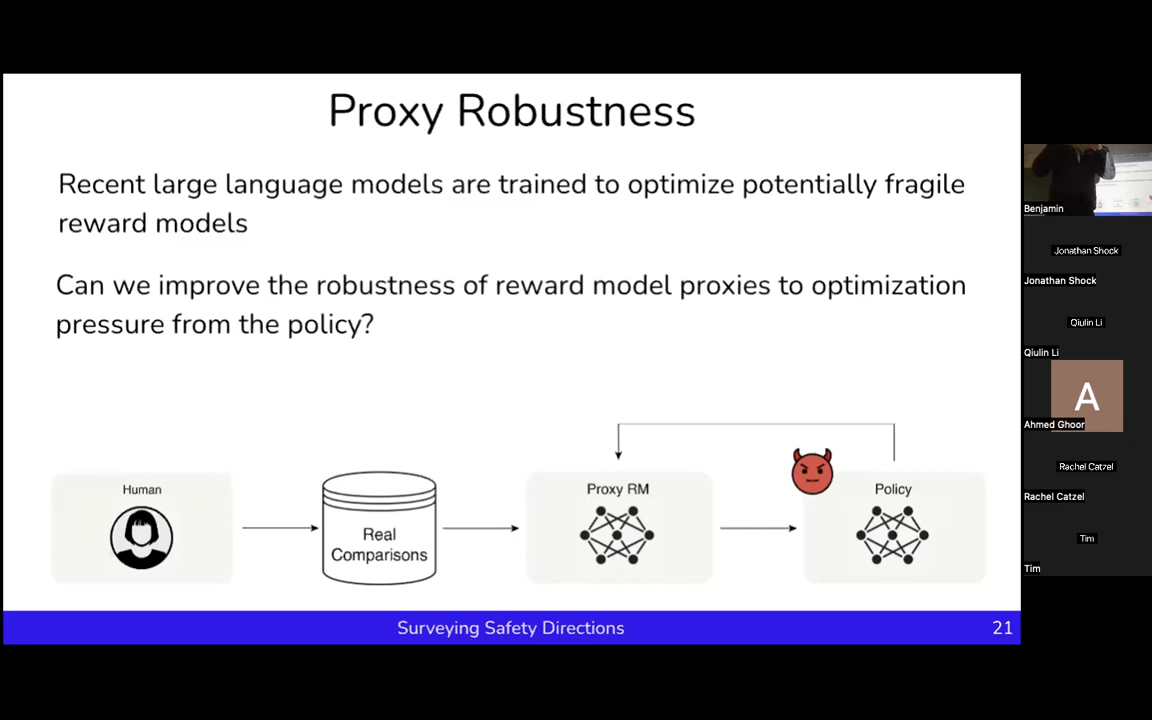 Proxy Robustness
Recent large language models are trained to optimize potentially fragile
reward models
Can we improve the robustness of reward model proxies to optimization
pressure from the policy?
Human
Real
Comparisons
Proxy RM
Policy
Surveying Safety Directions
21
Benjamin
Jonathan Shock
Jonathan Shock
Qiulin Li
Qiulin Li
A
Ahmed Ghoor
Rachel Catzel
Rachel Catzel
Tim
Tim